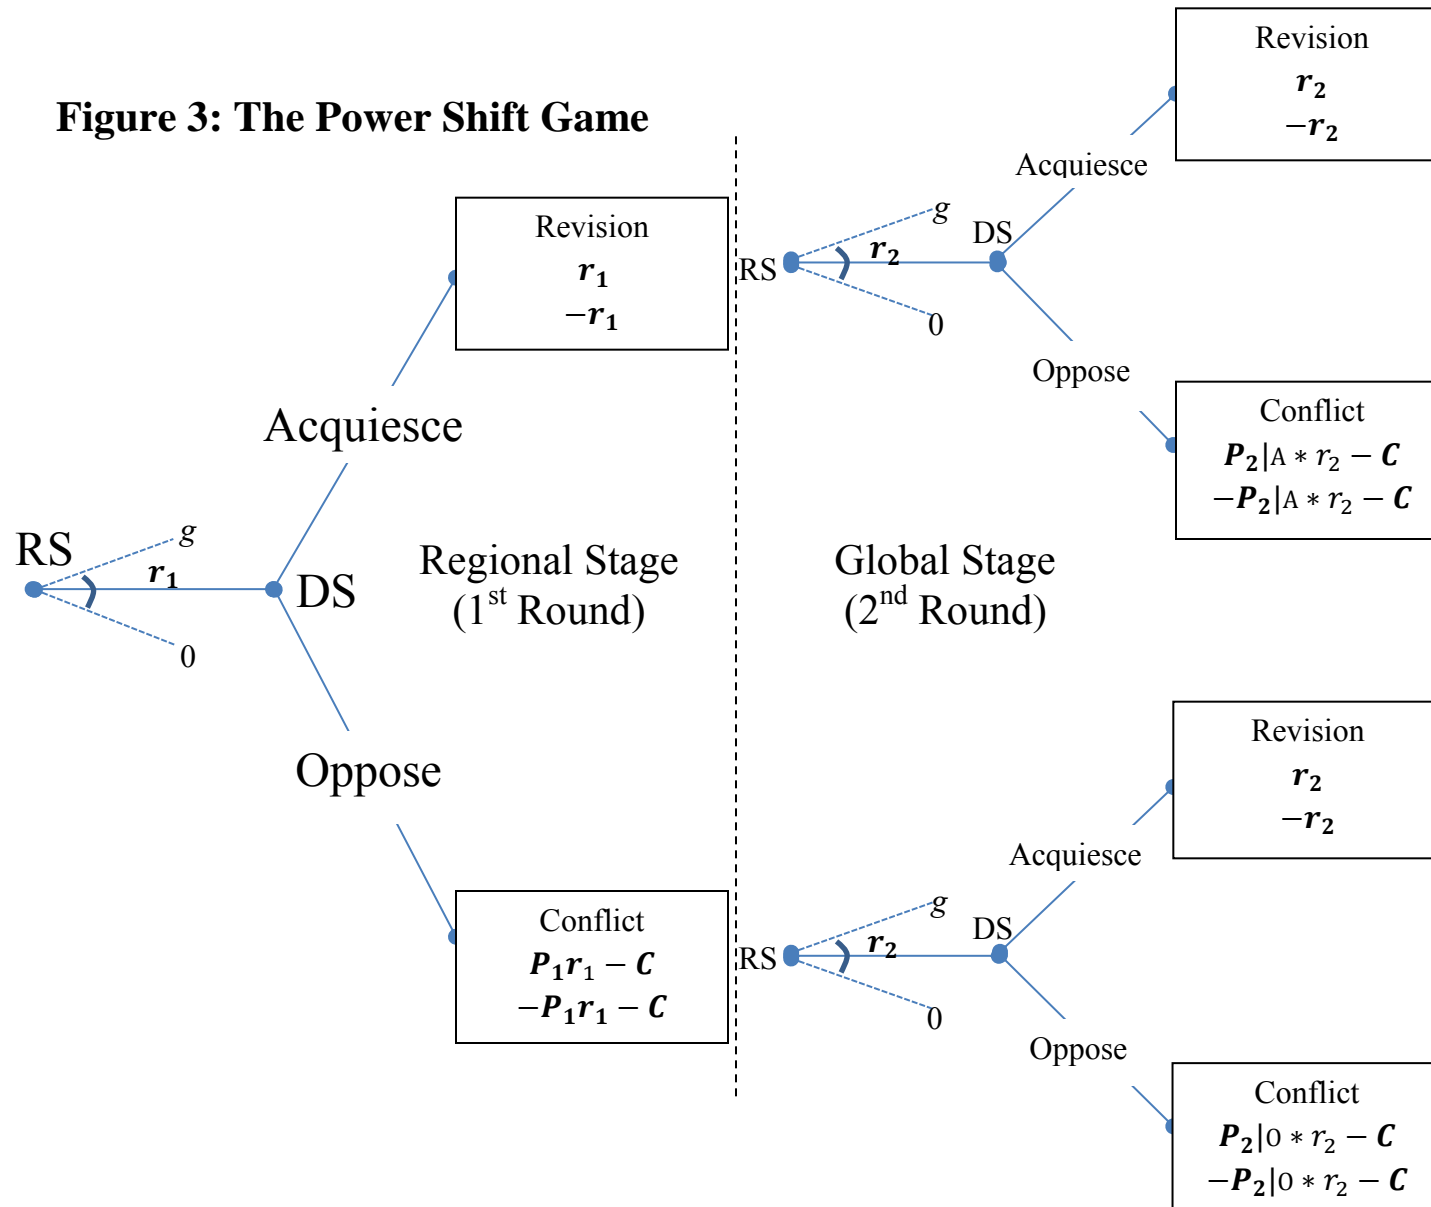 Figure 3: The Power Shift Game
Revision
r₁
−r₁
Acquiesce
RS
g
r₁
0
DS
Regional Stage
(1st Round)
Oppose
Conflict
P₁r₁ − C
−P₁r₁ − C
Global Stage
(2nd Round)
RS
g
r₂
0
DS
Acquiesce
Revision
r₂
−r₂
Oppose
Conflict
P₂|A ∗ r₂ − C
−P₂|A ∗ r₂ − C
RS
g
r₂
0
DS
Acquiesce
Revision
r₂
−r₂
Oppose
Conflict
P₂|O ∗ r₂ − C
−P₂|O ∗ r₂ − C